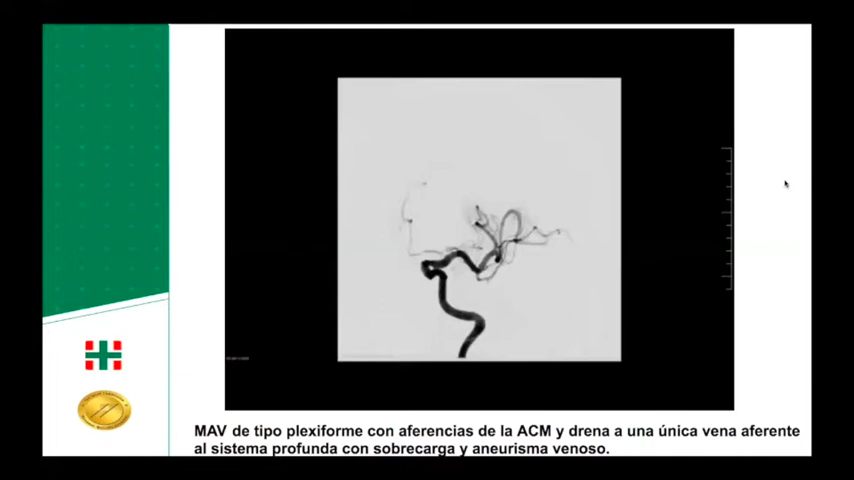 MAV de tipo plexiforme con aferencias de la ACM y drena a una única vena aferente
al sistema profunda con sobrecarga y aneurisma venoso.